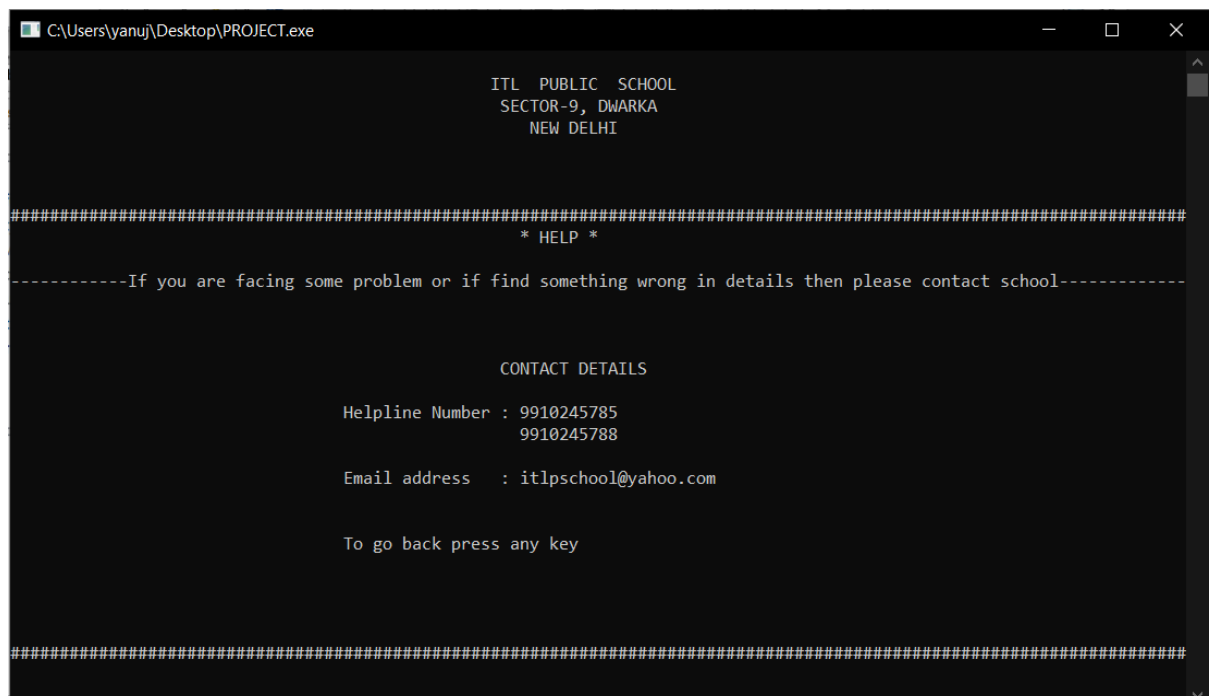 C:\Users\yanuj\Desktop\PROJECT.exe
ITL  PUBLIC  SCHOOL
SECTOR-9, DWARKA
NEW DELHI
########################################################################################################################
* HELP *
------------If you are facing some problem or if find something wrong in details then please contact school-------------
CONTACT DETAILS
Helpline Number : 9910245785
9910245788
Email address   : itlpschool@yahoo.com
To go back press any key
########################################################################################################################